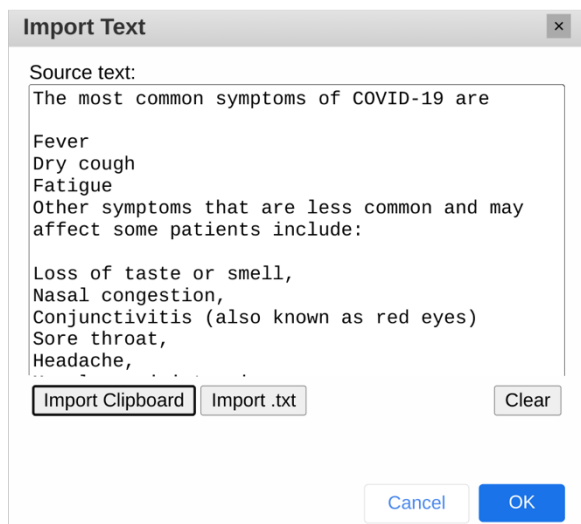 Import Text
×
Source text:
The most common symptoms of COVID-19 are
Fever
Dry cough
Fatigue
Other symptoms that are less common and may
affect some patients include:
Loss of taste or smell,
Nasal congestion,
Conjunctivitis (also known as red eyes)
Sore throat,
Headache,
Import Clipboard Import .txt Clear
Cancel OK